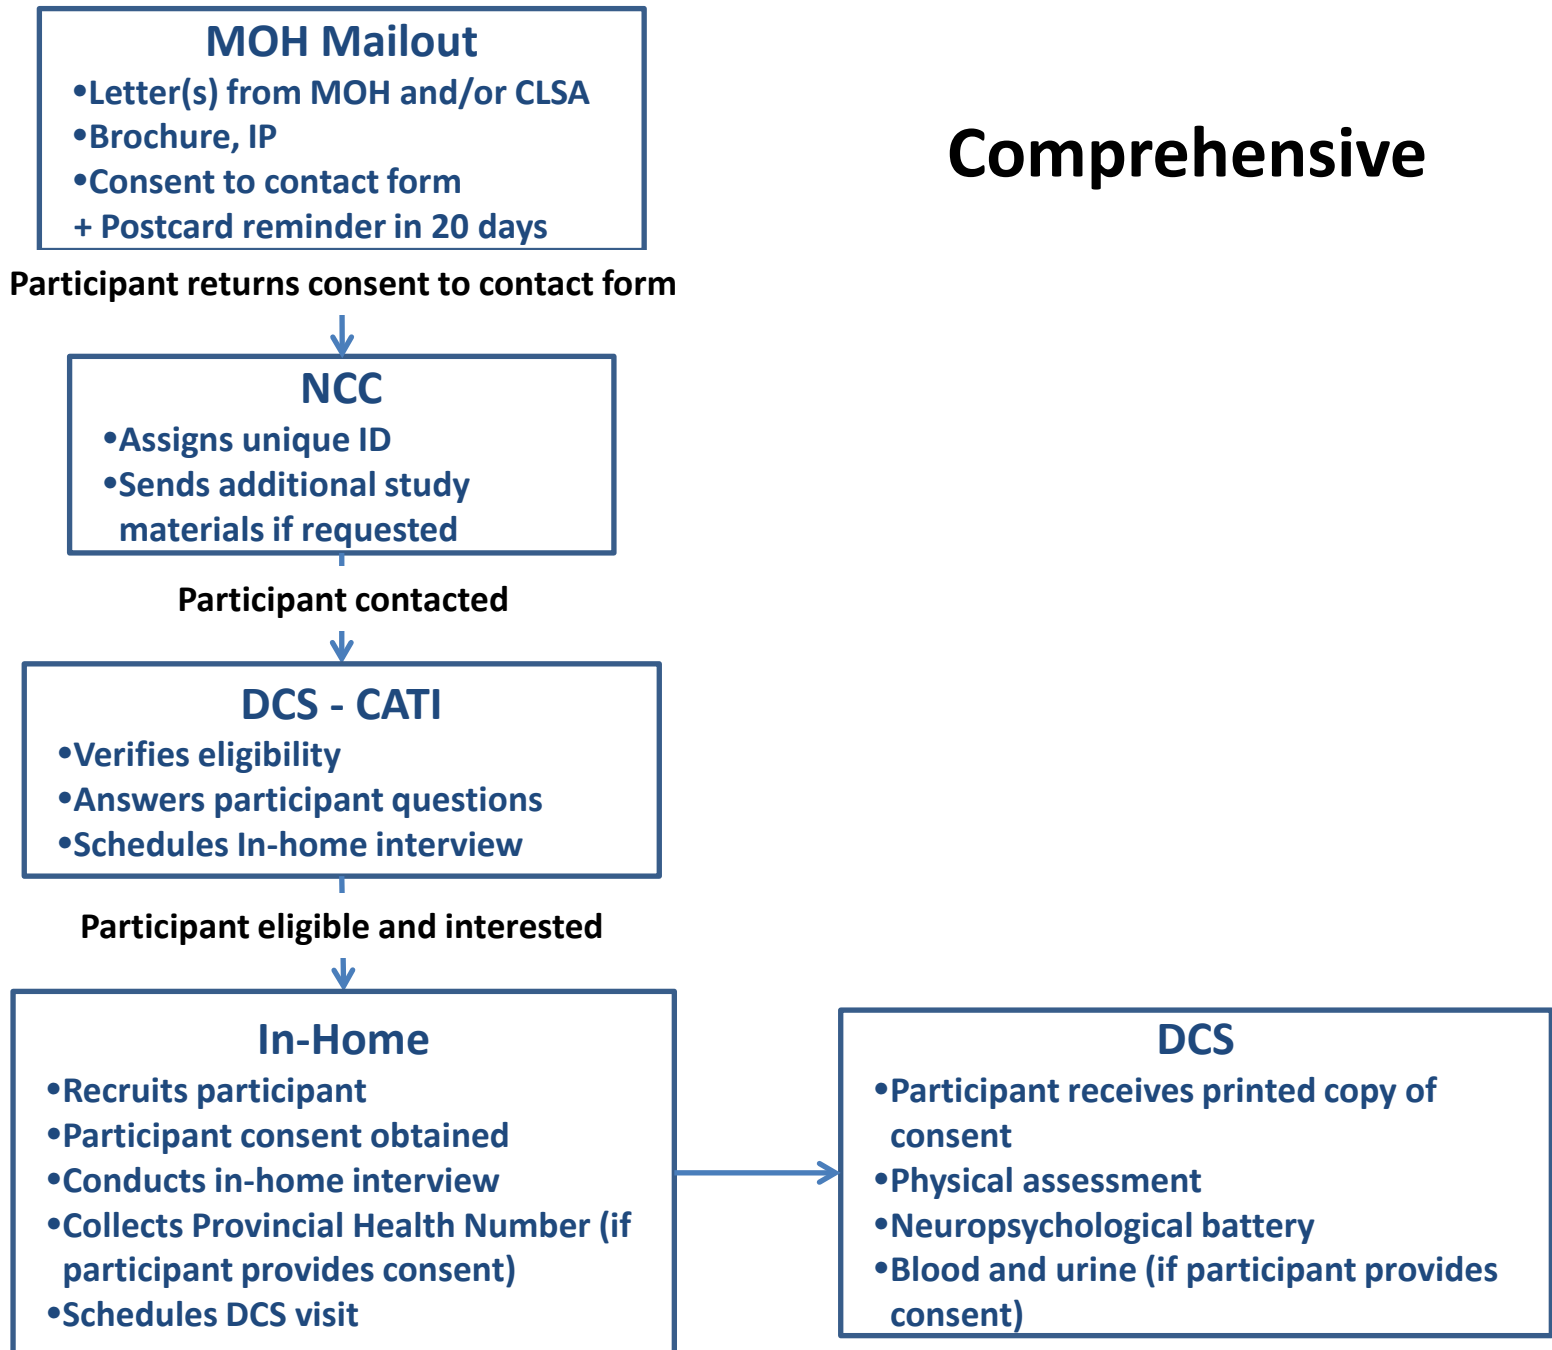 MOH Mailout
•Letter(s) from MOH and/or CLSA
•Brochure, IP
•Consent to contact form
+ Postcard reminder in 20 days
Comprehensive
Participant returns consent to contact form
NCC
•Assigns unique ID
•Sends additional study
materials if requested
Participant contacted
DCS - CATI
•Verifies eligibility
•Answers participant questions
•Schedules In-home interview
Participant eligible and interested
In-Home
•Recruits participant
•Participant consent obtained
•Conducts in-home interview
•Collects Provincial Health Number (if
participant provides consent)
•Schedules DCS visit
DCS
•Participant receives printed copy of
consent
•Physical assessment
•Neuropsychological battery
•Blood and urine (if participant provides
consent)